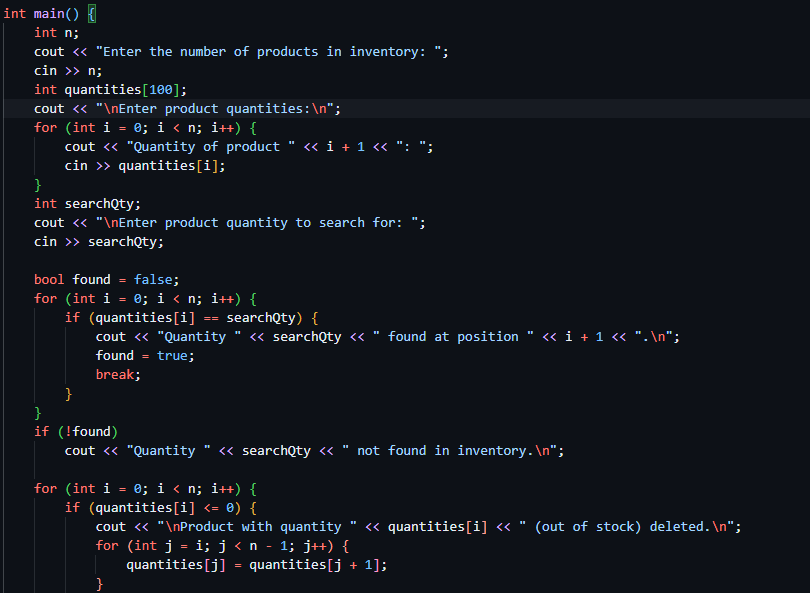 int main() {
    int n;
    cout << "Enter the number of products in inventory: ";
    cin >> n;
    int quantities[100];
    cout << "\nEnter product quantities:\n";
    for (int i = 0; i < n; i++) {
        cout << "Quantity of product " << i + 1 << ": ";
        cin >> quantities[i];
    }
    int searchQty;
    cout << "\nEnter product quantity to search for: ";
    cin >> searchQty;

    bool found = false;
    for (int i = 0; i < n; i++) {
        if (quantities[i] == searchQty) {
            cout << "Quantity " << searchQty << " found at position " << i + 1 << ".\n";
            found = true;
            break;
        }
    }
    if (!found)
        cout << "Quantity " << searchQty << " not found in inventory.\n";

    for (int i = 0; i < n; i++) {
        if (quantities[i] <= 0) {
            cout << "\nProduct with quantity " << quantities[i] << " (out of stock) deleted.\n";
            for (int j = i; j < n - 1; j++) {
                quantities[j] = quantities[j + 1];
            }